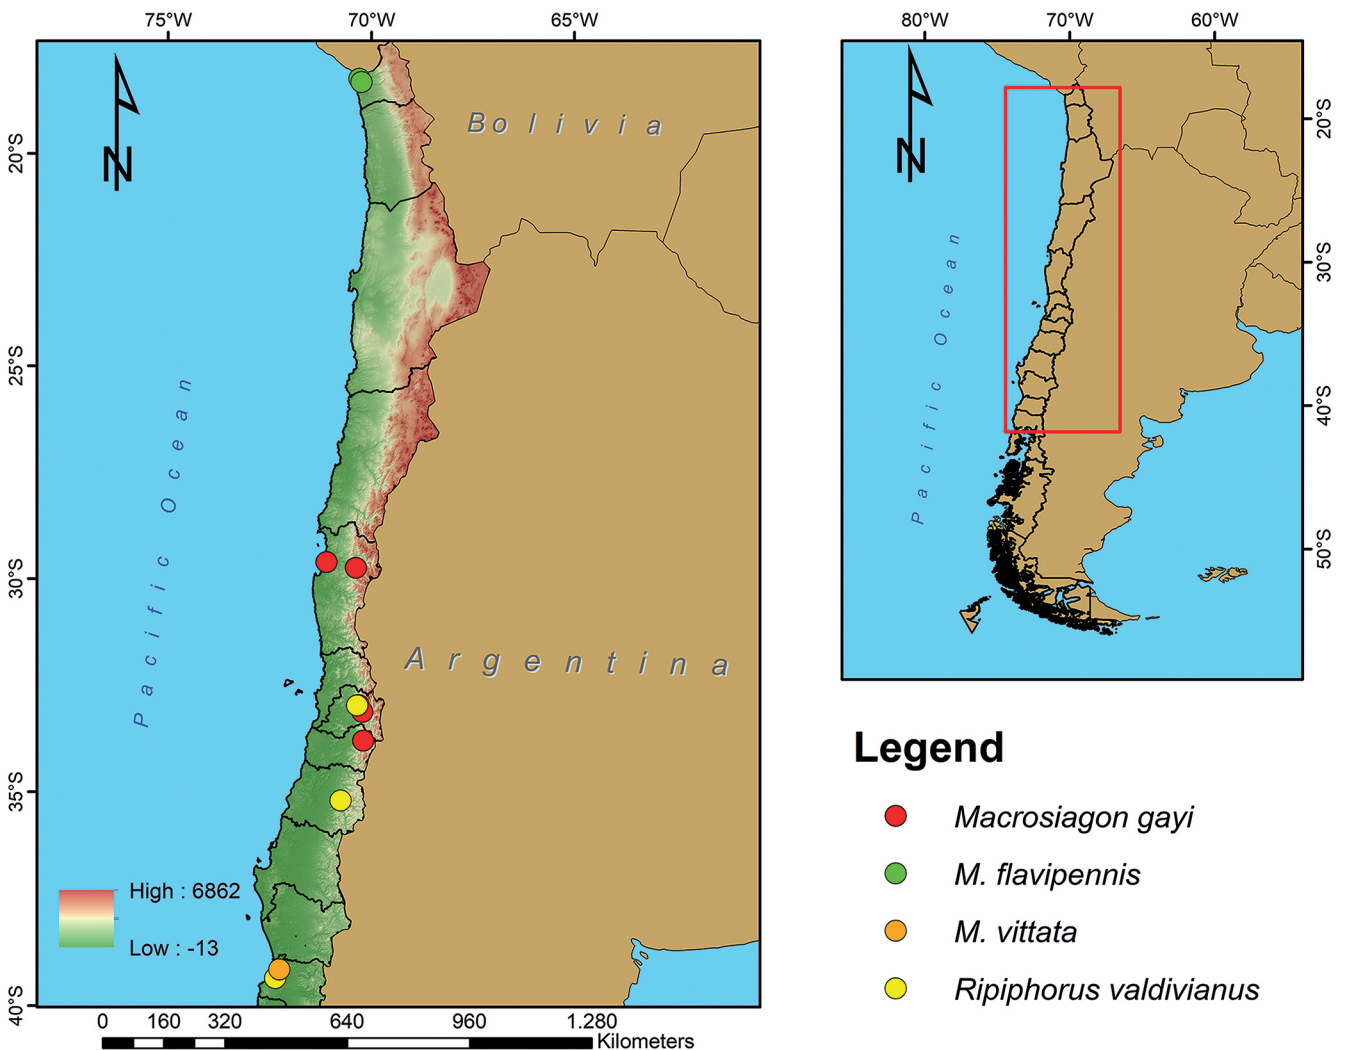 75°W
70°W
65°W
20°S
25°S
30°S
35°S
40°S
N
Bolivia
Pacific Ocean
Argentina
High : 6862
Low : -13
0 160 320 640 960 1.280
Kilometers
80°W
70°W
60°W
20°S
30°S
40°S
50°S
N
Pacific Ocean
Legend
Macrosiagon gayi
M. flavipennis
M. vittata
Ripiphorus valdivianus